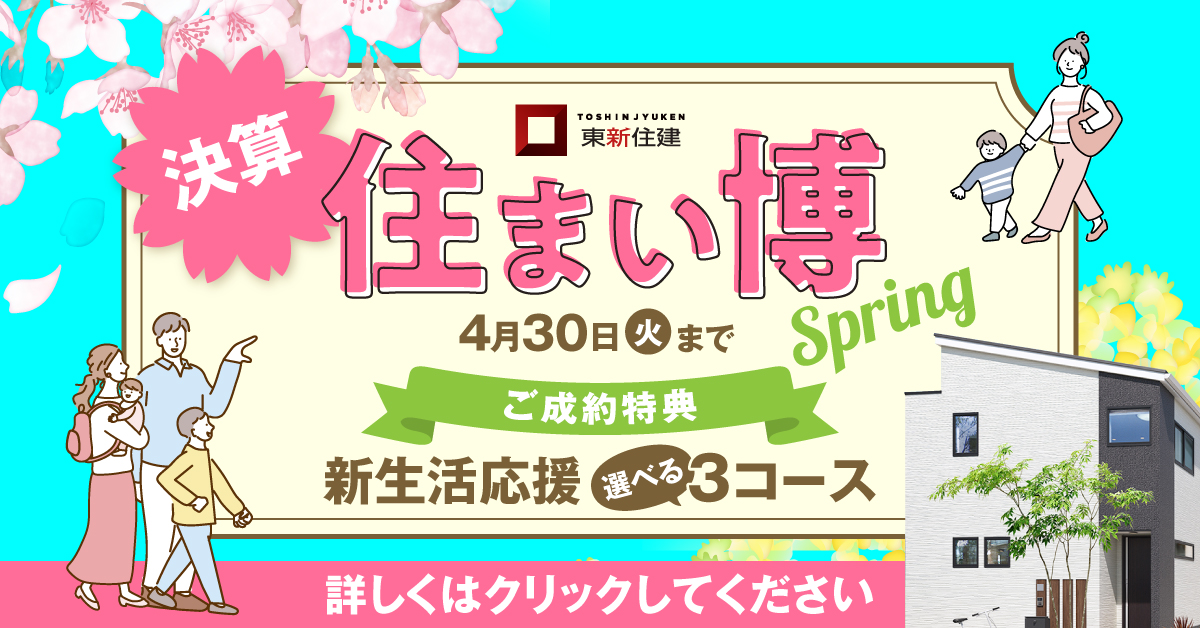 決算
TOSHINJYUKEN
東新住建
住まい博
Spring
4月30日火まで
ご成約特典
新生活応援 選べる 3コース
詳しくはクリックしてください